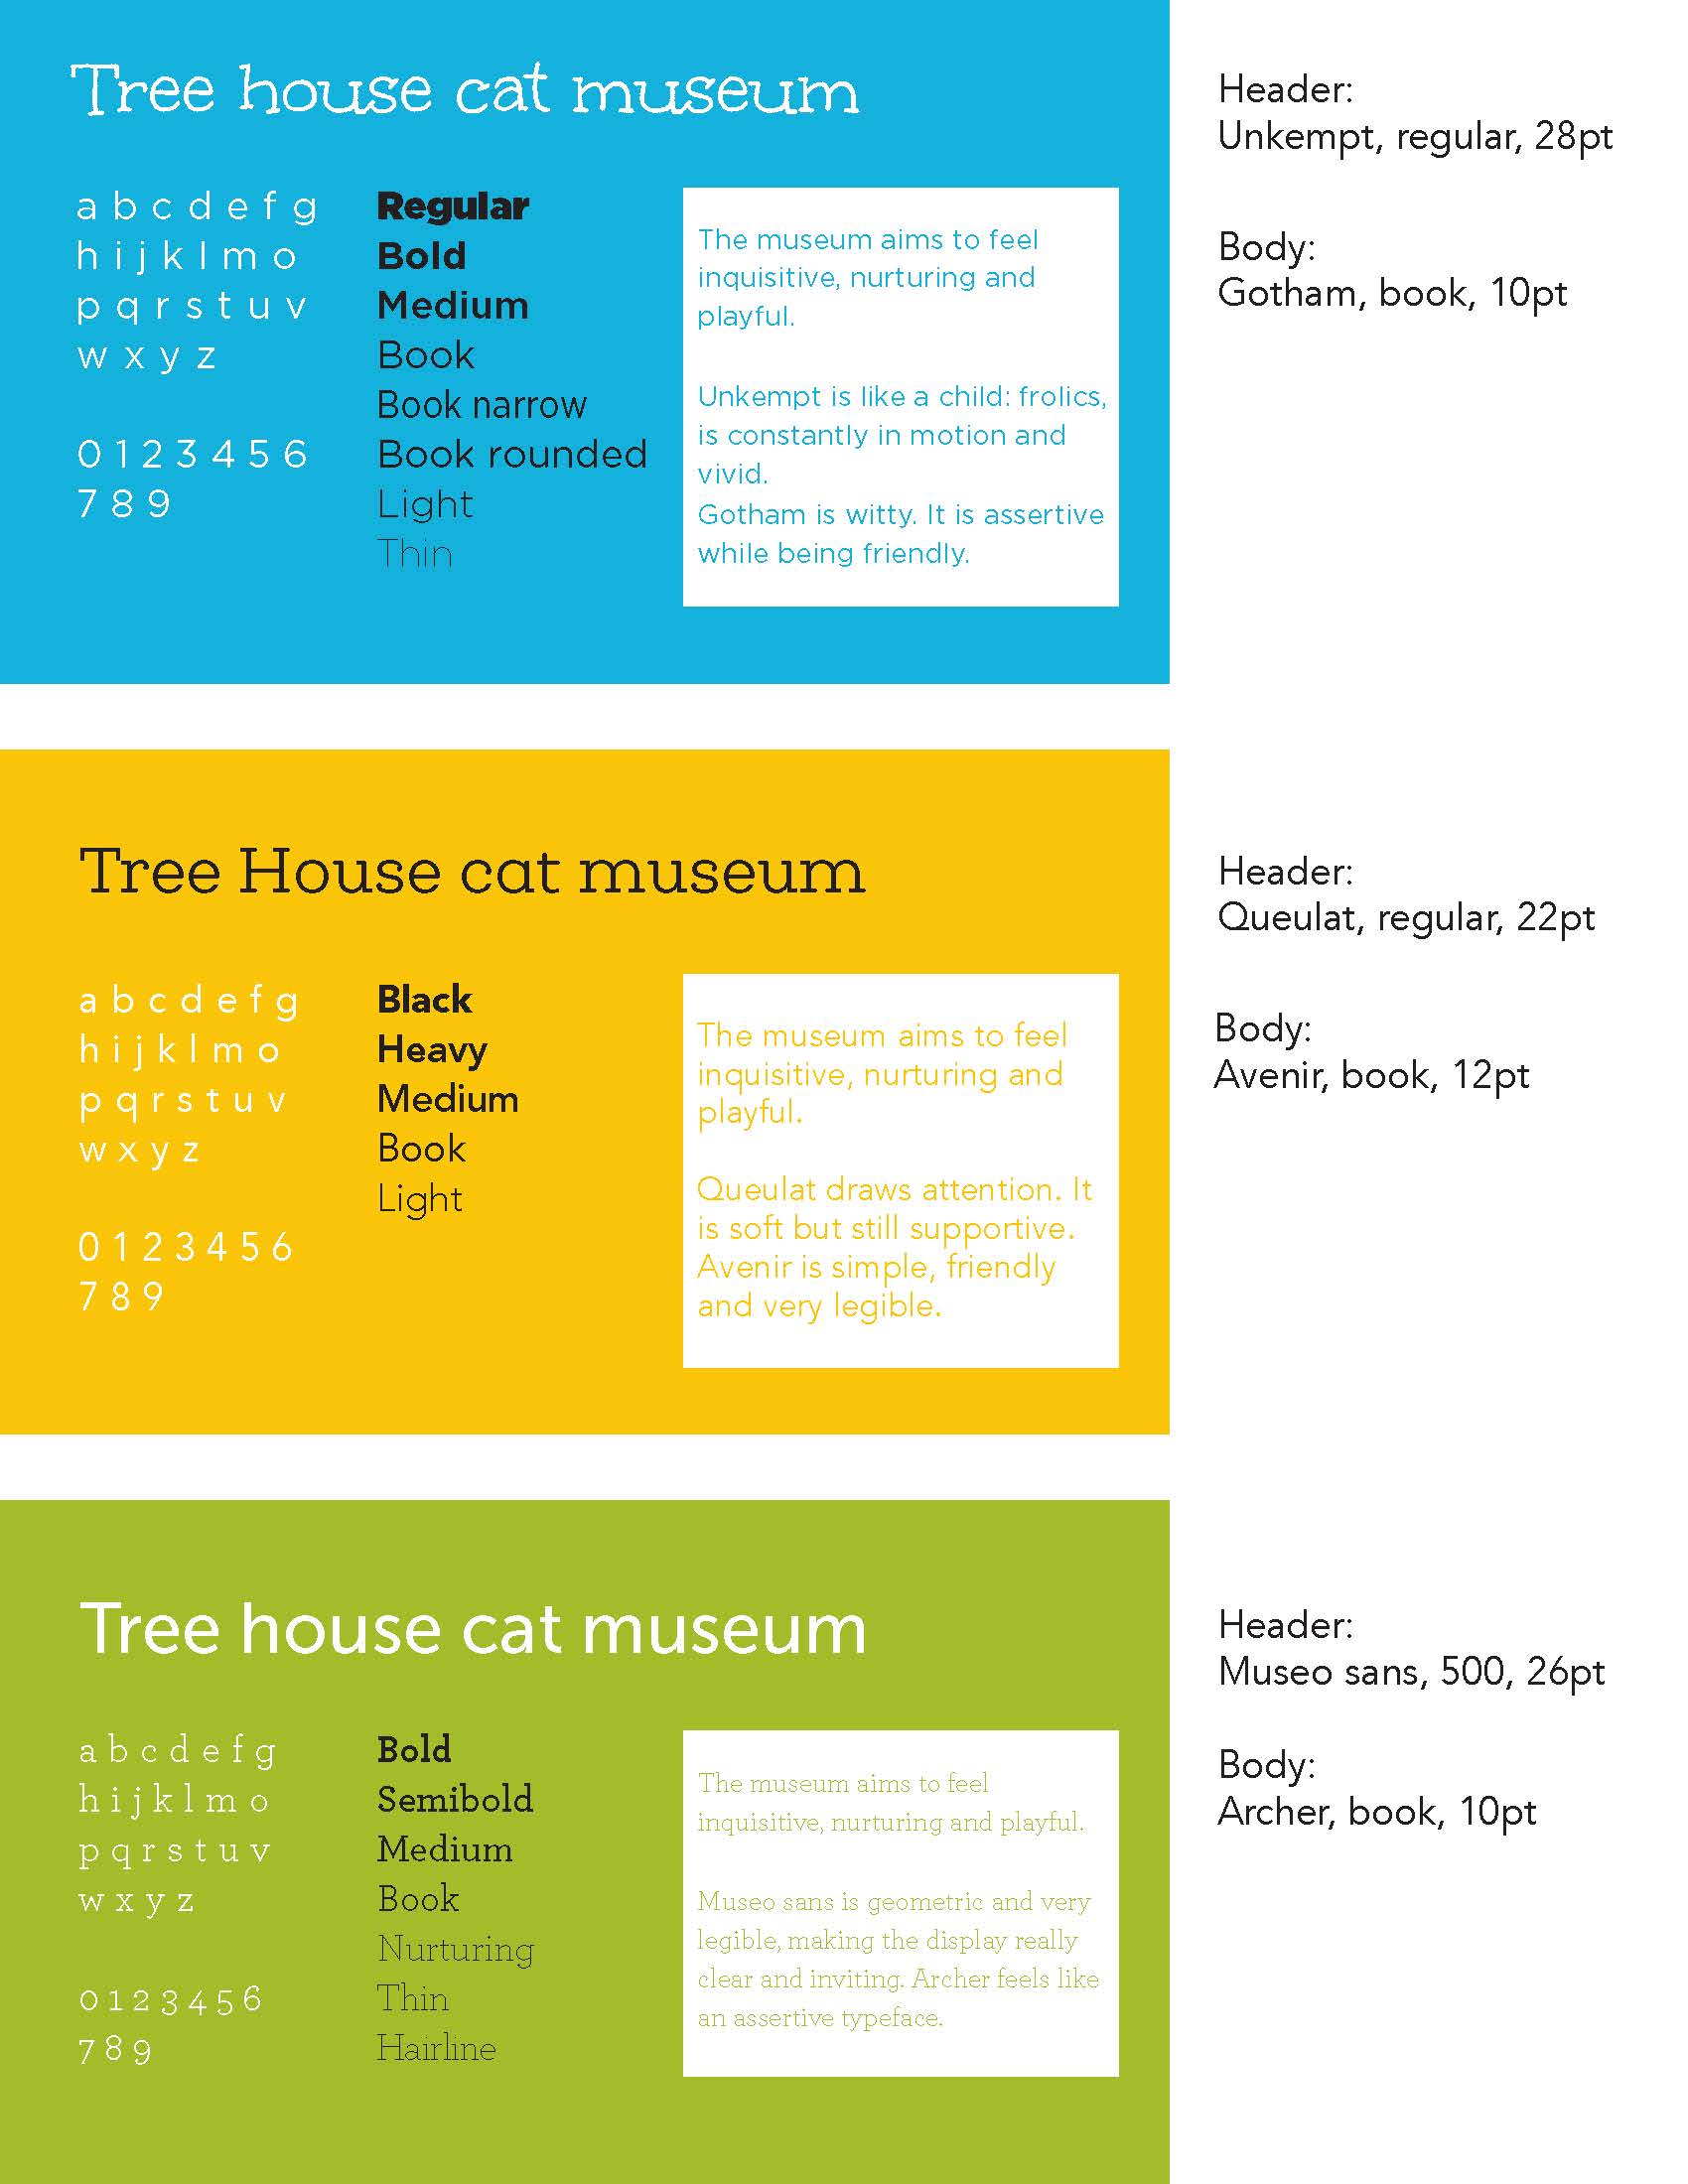 Tree house cat museum
a b c d e f g
h i j k l m o
p q r s t u v
w x y z
0 1 2 3 4 5 6
7 8 9
Regular
Bold
Medium
Book
Book narrow
Book rounded
Light
Thin
The museum aims to feel
inquisitive, nurturing and
playful.
Unkempt is like a child: frolics,
is constantly in motion and
vivid.
Gotham is witty. It is assertive
while being friendly.
Header:
Unkempt, regular, 28pt
Body:
Gotham, book, 10pt
Tree House cat museum
a b c d e f g
h i j k l m o
p q r s t u v
w x y z
0 1 2 3 4 5 6
7 8 9
Black
Heavy
Medium
Book
Light
The museum aims to feel
inquisitive, nurturing and
playful.
Queulat draws attention. It
is soft but still supportive.
Avenir is simple, friendly
and very legible.
Header:
Queulat, regular, 22pt
Body:
Avenir, book, 12pt
Tree house cat museum
a b c d e f g
h i j k l m o
p q r s t u v
w x y z
0 1 2 3 4 5 6
7 8 9
Bold
Semibold
Medium
Book
Nurturing
Thin
Hairline
The museum aims to feel
inquisitive, nurturing and playful.
Museo sans is geometric and very
legible, making the display really
clear and inviting. Archer feels like
an assertive typeface.
Header:
Museo sans, 500, 26pt
Body:
Archer, book, 10pt